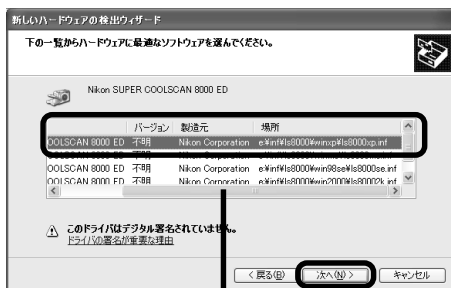 新しいハードウェアの検出ウィザード
下の一覧からハードウェアに最適なソフトウェアを選んでください。
Nikon SUPER COOLSCAN 8000 ED
バージョン 製造元 場所
OOLSCAN 8000 ED 不明 Nikon Corporation e:¥inf¥ls8000¥winxp¥ls8000xp.inf
OOLSCAN 8000 ED 不明 Nikon Corporation e:¥inf¥ls8000¥win98se¥ls8000se.inf
OOLSCAN 8000 ED 不明 Nikon Corporation e:¥inf¥ls8000¥win2000¥ls80002k.inf
このドライバはデジタル署名されていません。
ドライバの署名が重要な理由
< 戻る(B) 次へ(N) > キャンセル